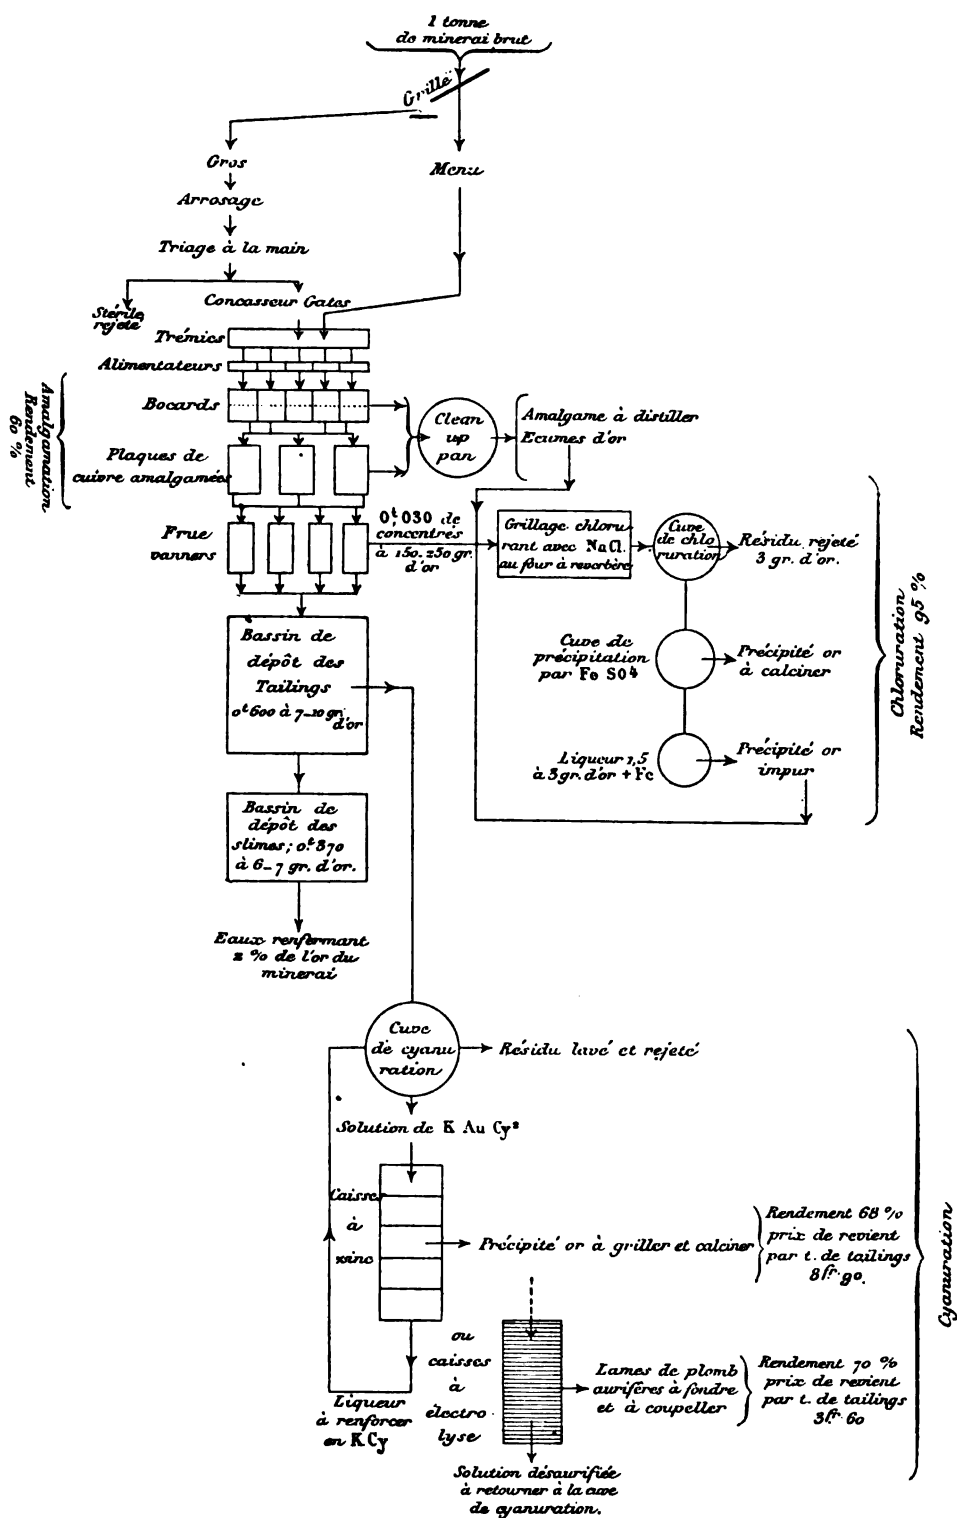 1 tonne
de minerai brut
Grille
Gros
Menu
Arrosage
Triage à la main
Stérile
rejeté
Concasseur Gates
Trémies
Alimentateurs
Bocards
Amalgamation
Rendement
60 %
Clean
up
pan
Amalgame à distiller
Ecumes d'or
Plaques de
cuivre amalgamées
Frue
vanners
0t,030 de
concentrés
à 150-250 gr.
d'or
Grillage chloru
rant avec NaCl.
au four à reverbère
Cuve
de chlo
ruration
Résidu rejeté
3 gr. d'or.
Chloruration
Rendement 95 %
Bassin de
dépôt des
Tailings
0t600 à 7-10 gr.
d'or
Cuve de
précipitation
par Fe SO4
Précipité or
à calciner
Liqueur 1,5
à 3 gr. d'or + Fe
Précipité or
impur
Bassin de
dépôt des
slimes; 0t.370
à 6-7 gr. d'or.
Eaux renfermant
2 % de l'or du
minerai
Cuve
de cyanu
ration
Résidu lavé et rejeté
Solution de K Au Cy²
Caisses
à
zinc
Précipité or à griller et calciner
Rendement 68 %
prix de revient
par t. de tailings
8fr. 90.
Cyanuration
Liqueur
à renforcer
en KCy
ou
caisses
à
électro
lyse
Lames de plomb
aurifères à fondre
et à coupeller
Rendement 70 %
prix de revient
par t. de tailings
3fr. 60
Solution désaurifiée
à retourner à la cuve
de cyanuration.